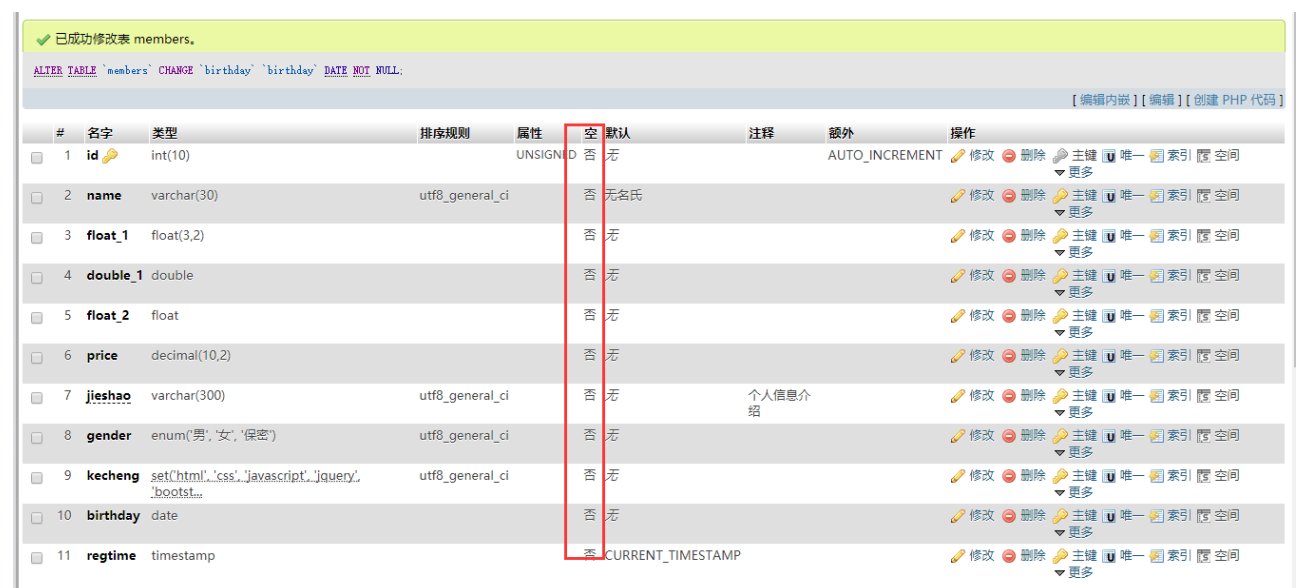 已成功修改表 members。
ALTER TABLE `members` CHANGE `birthday` `birthday` DATE NOT NULL;
[ 编辑内嵌 ] [ 编辑 ] [ 创建 PHP 代码 ]
# 名字 类型 排序规则 属性 空 默认 注释 额外 操作
1 id int(10) UNSIGNED 否 无 AUTO_INCREMENT 修改 删除 主键 唯一 索引 空间
更多
2 name varchar(30) utf8_general_ci 否 无名氏 修改 删除 主键 唯一 索引 空间
更多
3 float_1 float(3,2) 否 无 修改 删除 主键 唯一 索引 空间
更多
4 double_1 double 否 无 修改 删除 主键 唯一 索引 空间
更多
5 float_2 float 否 无 修改 删除 主键 唯一 索引 空间
更多
6 price decimal(10,2) 否 无 修改 删除 主键 唯一 索引 空间
更多
7 jieshao varchar(300) utf8_general_ci 否 无 个人信息介 修改 删除 主键 唯一 索引 空间
绍 更多
8 gender enum('男', '女', '保密') utf8_general_ci 否 无 修改 删除 主键 唯一 索引 空间
更多
9 kecheng set('html', 'css', 'javascript', 'jquery', utf8_general_ci 否 无 修改 删除 主键 唯一 索引 空间
'bootst... 更多
10 birthday date 否 无 修改 删除 主键 唯一 索引 空间
更多
11 regtime timestamp 否 CURRENT_TIMESTAMP 修改 删除 主键 唯一 索引 空间
更多